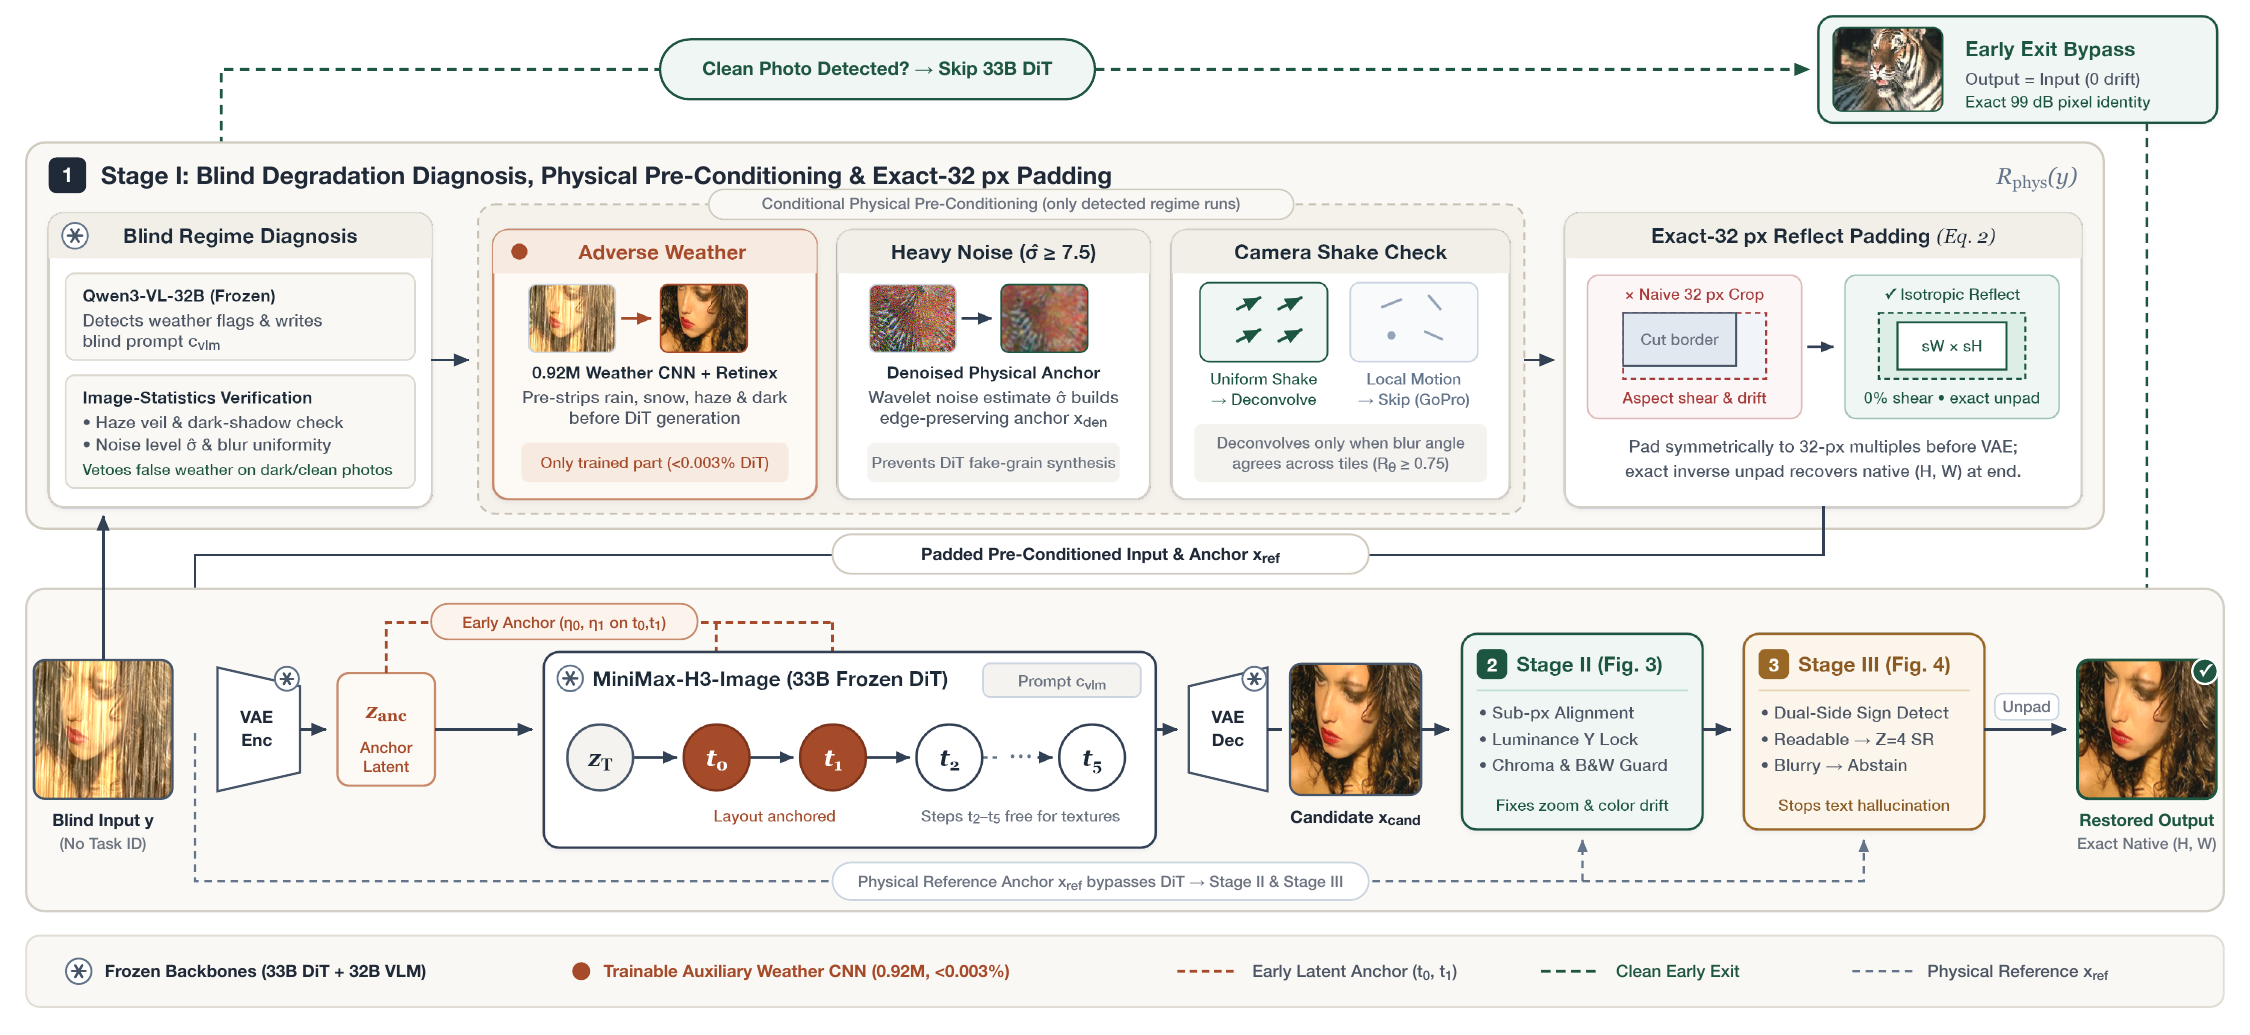 Clean Photo Detected? → Skip 33B DiT
Early Exit Bypass
Output = Input (0 drift)
Exact 99 dB pixel identity
1 Stage I: Blind Degradation Diagnosis, Physical Pre-Conditioning & Exact-32 px Padding
R_phys(y)
Conditional Physical Pre-Conditioning (only detected regime runs)
Blind Regime Diagnosis
Qwen3-VL-32B (Frozen)
Detects weather flags & writes
blind prompt c_vlm
Image-Statistics Verification
• Haze veil & dark-shadow check
• Noise level σ̂ & blur uniformity
Vetoes false weather on dark/clean photos
Adverse Weather
0.92M Weather CNN + Retinex
Pre-strips rain, snow, haze & dark
before DiT generation
Only trained part (<0.003% DiT)
Heavy Noise (σ̂ ≥ 7.5)
Denoised Physical Anchor
Wavelet noise estimate σ̂ builds
edge-preserving anchor x_den
Prevents DiT fake-grain synthesis
Camera Shake Check
Uniform Shake
→ Deconvolve
Local Motion
→ Skip (GoPro)
Deconvolves only when blur angle
agrees across tiles (R_θ ≥ 0.75)
Exact-32 px Reflect Padding (Eq. 2)
× Naive 32 px Crop
Cut border
Aspect shear & drift
✓ Isotropic Reflect
sW × sH
0% shear • exact unpad
Pad symmetrically to 32-px multiples before VAE;
exact inverse unpad recovers native (H, W) at end.
Padded Pre-Conditioned Input & Anchor x_ref
Early Anchor (η₀, η₁ on t₀,t₁)
Blind Input y
(No Task ID)
VAE
Enc
z_anc
Anchor
Latent
MiniMax-H3-Image (33B Frozen DiT)
Prompt c_vlm
z_T
t₀
t₁
t₂
···
t₅
Layout anchored
Steps t₂–t₅ free for textures
VAE
Dec
Candidate x_cand
2 Stage II (Fig. 3)
• Sub-px Alignment
• Luminance Y Lock
• Chroma & B&W Guard
Fixes zoom & color drift
3 Stage III (Fig. 4)
• Dual-Side Sign Detect
• Readable → Z=4 SR
• Blurry → Abstain
Stops text hallucination
Unpad
Restored Output
Exact Native (H, W)
Physical Reference Anchor x_ref bypasses DiT → Stage II & Stage III
Frozen Backbones (33B DiT + 32B VLM)
Trainable Auxiliary Weather CNN (0.92M, <0.003%)
Early Latent Anchor (t₀, t₁)
Clean Early Exit
Physical Reference x_ref